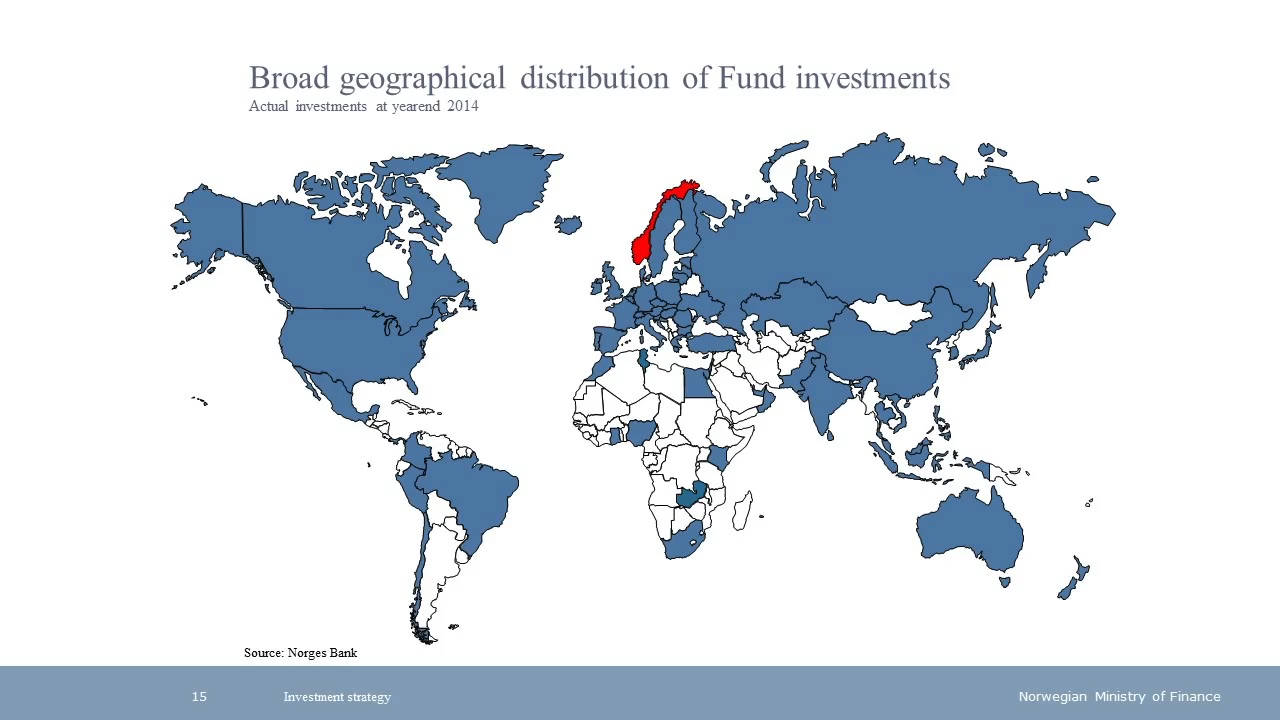 Broad geographical distribution of Fund investments
Actual investments at yearend 2014
Source: Norges Bank
15 Investment strategy Norwegian Ministry of Finance